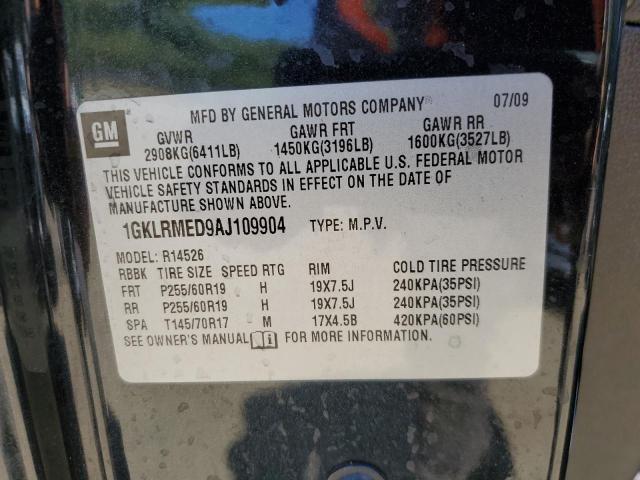 MFD BY GENERAL MOTORS COMPANY 07/09
GM
GVWR GAWR FRT GAWR RR
2908KG(6411LB) 1450KG(3196LB) 1600KG(3527LB)
THIS VEHICLE CONFORMS TO ALL APPLICABLE U.S. FEDERAL MOTOR
VEHICLE SAFETY STANDARDS IN EFFECT ON THE DATE OF
MANUFACTURE SHOWN ABOVE.
1GKLRMED9AJ109904 TYPE: M.P.V.
MODEL: R14526
RBBK TIRE SIZE SPEED RTG RIM COLD TIRE PRESSURE
FRT P255/60R19 H 19X7.5J 240KPA(35PSI)
RR P255/60R19 H 19X7.5J 240KPA(35PSI)
SPA T145/70R17 M 17X4.5B 420KPA(60PSI)
SEE OWNER'S MANUAL FOR MORE INFORMATION.